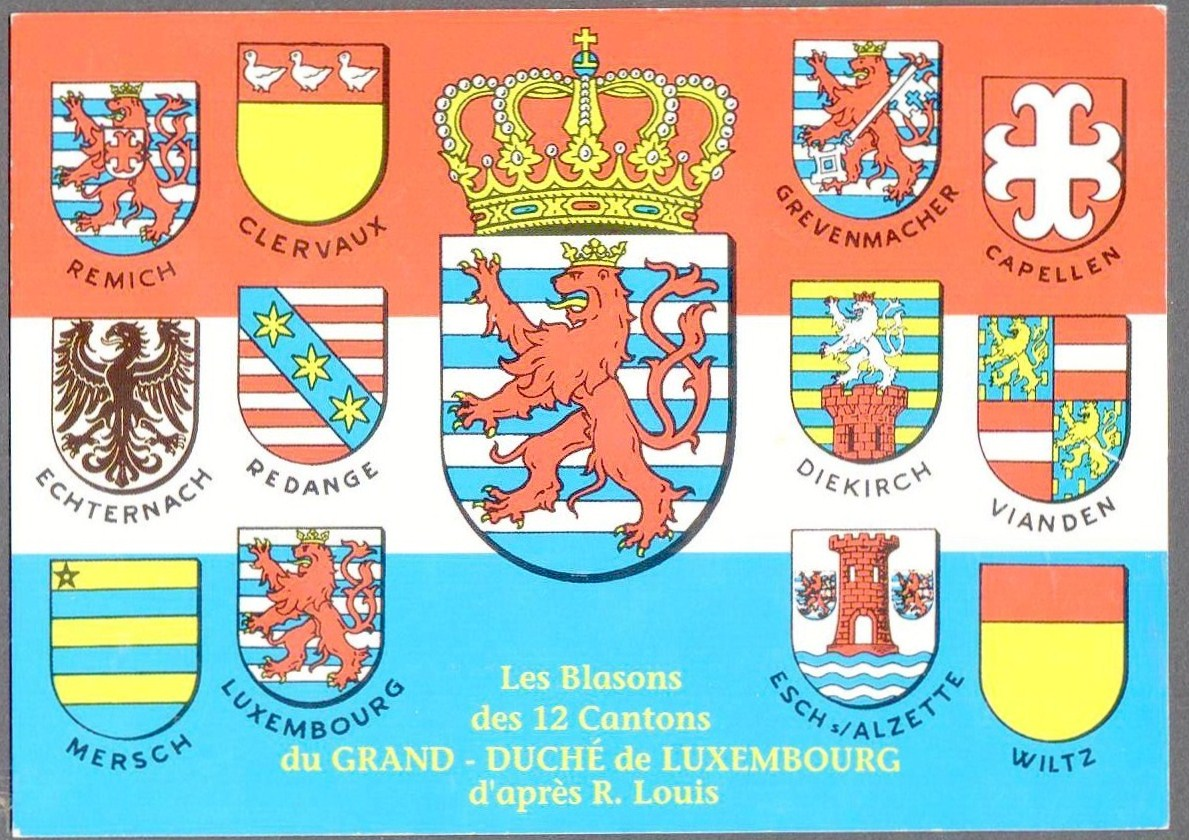 CLERVAUX
GREVENMACHER
REMICH
CAPELLEN
ECHTERNACH
REDANGE
DIEKIRCH
VIANDEN
MERSCH
LUXEMBOURG
ESCH s/ALZETTE
WILTZ
Les Blasons
des 12 Cantons
du GRAND - DUCHÉ de LUXEMBOURG
d'après R. Louis